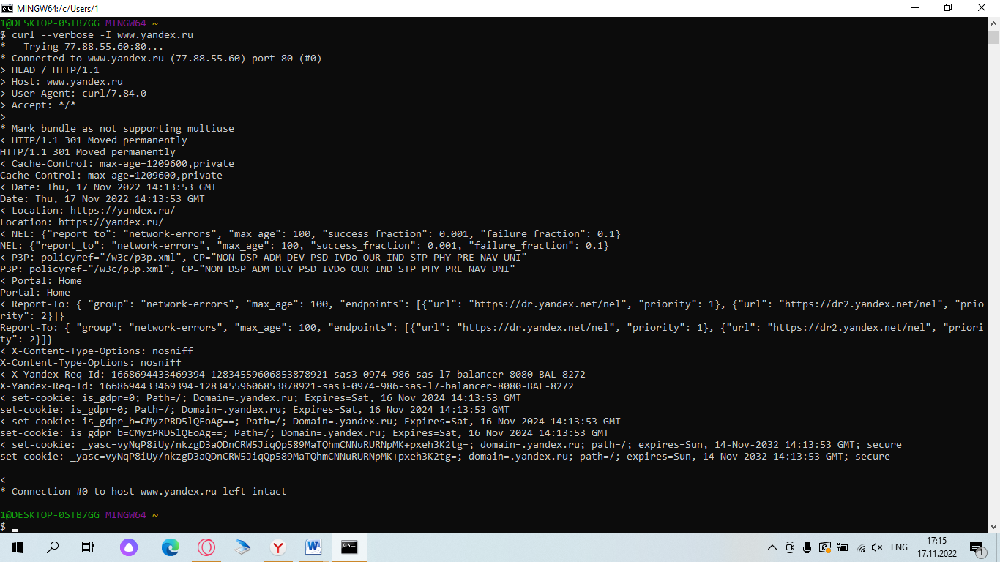 MINGW64:/c/Users/1
1@DESKTOP-0STB7GG MINGW64 ~
$ curl --verbose -I www.yandex.ru
*   Trying 77.88.55.60:80...
* Connected to www.yandex.ru (77.88.55.60) port 80 (#0)
> HEAD / HTTP/1.1
> Host: www.yandex.ru
> User-Agent: curl/7.84.0
> Accept: */*
>
* Mark bundle as not supporting multiuse
< HTTP/1.1 301 Moved permanently
HTTP/1.1 301 Moved permanently
< Cache-Control: max-age=1209600,private
Cache-Control: max-age=1209600,private
< Date: Thu, 17 Nov 2022 14:13:53 GMT
Date: Thu, 17 Nov 2022 14:13:53 GMT
< Location: https://yandex.ru/
Location: https://yandex.ru/
< NEL: {"report_to": "network-errors", "max_age": 100, "success_fraction": 0.001, "failure_fraction": 0.1}
NEL: {"report_to": "network-errors", "max_age": 100, "success_fraction": 0.001, "failure_fraction": 0.1}
< P3P: policyref="/w3c/p3p.xml", CP="NON DSP ADM DEV PSD IVDo OUR IND STP PHY PRE NAV UNI"
P3P: policyref="/w3c/p3p.xml", CP="NON DSP ADM DEV PSD IVDo OUR IND STP PHY PRE NAV UNI"
< Portal: Home
Portal: Home
< Report-To: { "group": "network-errors", "max_age": 100, "endpoints": [{"url": "https://dr.yandex.net/nel", "priority": 1}, {"url": "https://dr2.yandex.net/nel", "prio
rity": 2}]}
Report-To: { "group": "network-errors", "max_age": 100, "endpoints": [{"url": "https://dr.yandex.net/nel", "priority": 1}, {"url": "https://dr2.yandex.net/nel", "priori
ty": 2}]}
< X-Content-Type-Options: nosniff
X-Content-Type-Options: nosniff
< X-Yandex-Req-Id: 1668694433469394-12834559606853878921-sas3-0974-986-sas-l7-balancer-8080-BAL-8272
X-Yandex-Req-Id: 1668694433469394-12834559606853878921-sas3-0974-986-sas-l7-balancer-8080-BAL-8272
< set-cookie: is_gdpr=0; Path=/; Domain=.yandex.ru; Expires=Sat, 16 Nov 2024 14:13:53 GMT
set-cookie: is_gdpr=0; Path=/; Domain=.yandex.ru; Expires=Sat, 16 Nov 2024 14:13:53 GMT
< set-cookie: is_gdpr_b=CMyzPRD5lQEoAg==; Path=/; Domain=.yandex.ru; Expires=Sat, 16 Nov 2024 14:13:53 GMT
set-cookie: is_gdpr_b=CMyzPRD5lQEoAg==; Path=/; Domain=.yandex.ru; Expires=Sat, 16 Nov 2024 14:13:53 GMT
< set-cookie: _yasc=vyNqP8iUy/nkzgD3aQDnCRW5JiqQp589MaTQhmCNNuRURNpMK+pxeh3K2tg=; domain=.yandex.ru; path=/; expires=Sun, 14-Nov-2032 14:13:53 GMT; secure
set-cookie: _yasc=vyNqP8iUy/nkzgD3aQDnCRW5JiqQp589MaTQhmCNNuRURNpMK+pxeh3K2tg=; domain=.yandex.ru; path=/; expires=Sun, 14-Nov-2032 14:13:53 GMT; secure
<
* Connection #0 to host www.yandex.ru left intact
1@DESKTOP-0STB7GG MINGW64 ~
$
ENG
17:15
17.11.2022
1